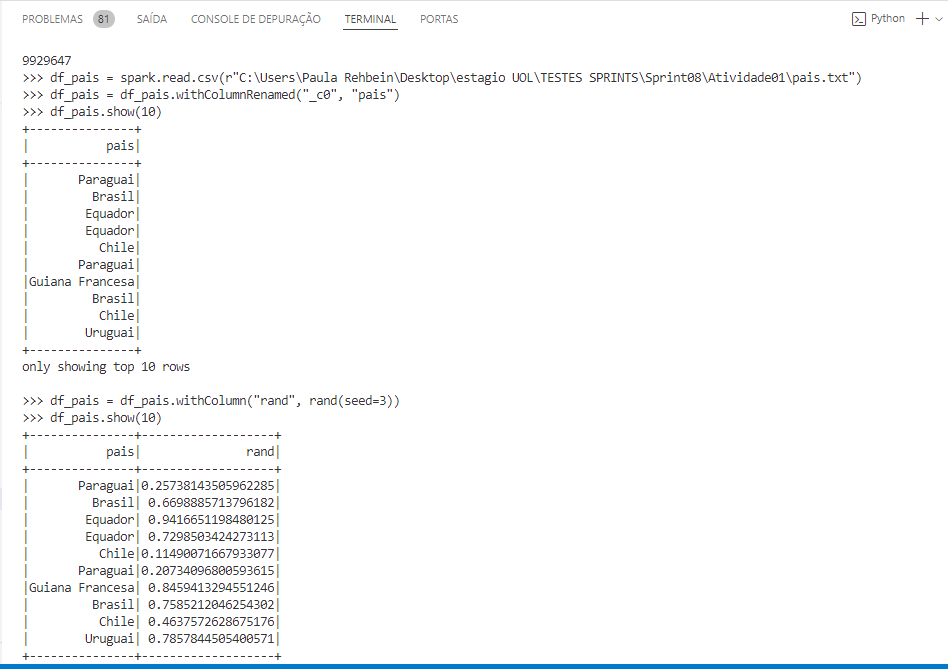 PROBLEMAS 81 SAÍDA CONSOLE DE DEPURAÇÃO TERMINAL PORTAS Python
9929647
>>> df_pais = spark.read.csv(r"C:\Users\Paula Rehbein\Desktop\estagio UOL\TESTES SPRINTS\Sprint08\Atividade01\pais.txt")
>>> df_pais = df_pais.withColumnRenamed("_c0", "pais")
>>> df_pais.show(10)
+---------------+
|           pais|
+---------------+
|       Paraguai|
|         Brasil|
|        Equador|
|        Equador|
|          Chile|
|       Paraguai|
|Guiana Francesa|
|         Brasil|
|          Chile|
|        Uruguai|
+---------------+
only showing top 10 rows
>>> df_pais = df_pais.withColumn("rand", rand(seed=3))
>>> df_pais.show(10)
+---------------+-------------------+
|           pais|               rand|
+---------------+-------------------+
|       Paraguai|0.25738143505962285|
|         Brasil| 0.6698885713796182|
|        Equador| 0.9416651198480125|
|        Equador| 0.7298503424273113|
|          Chile|0.11490071667933077|
|       Paraguai|0.20734096800593615|
|Guiana Francesa| 0.8459413294551246|
|         Brasil| 0.7585212046254302|
|          Chile| 0.4637572628675176|
|        Uruguai| 0.7857844505400571|
+---------------+-------------------+